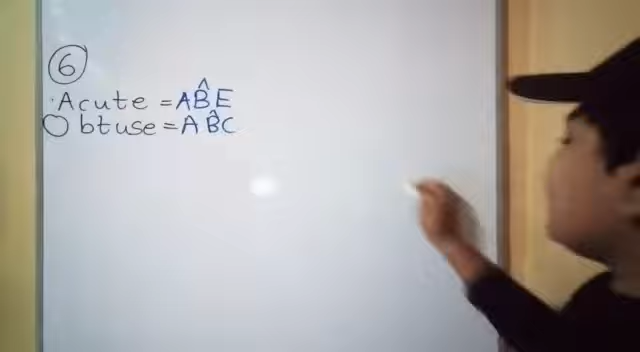 6
Acute = AB̂E
Obtuse = AB̂C